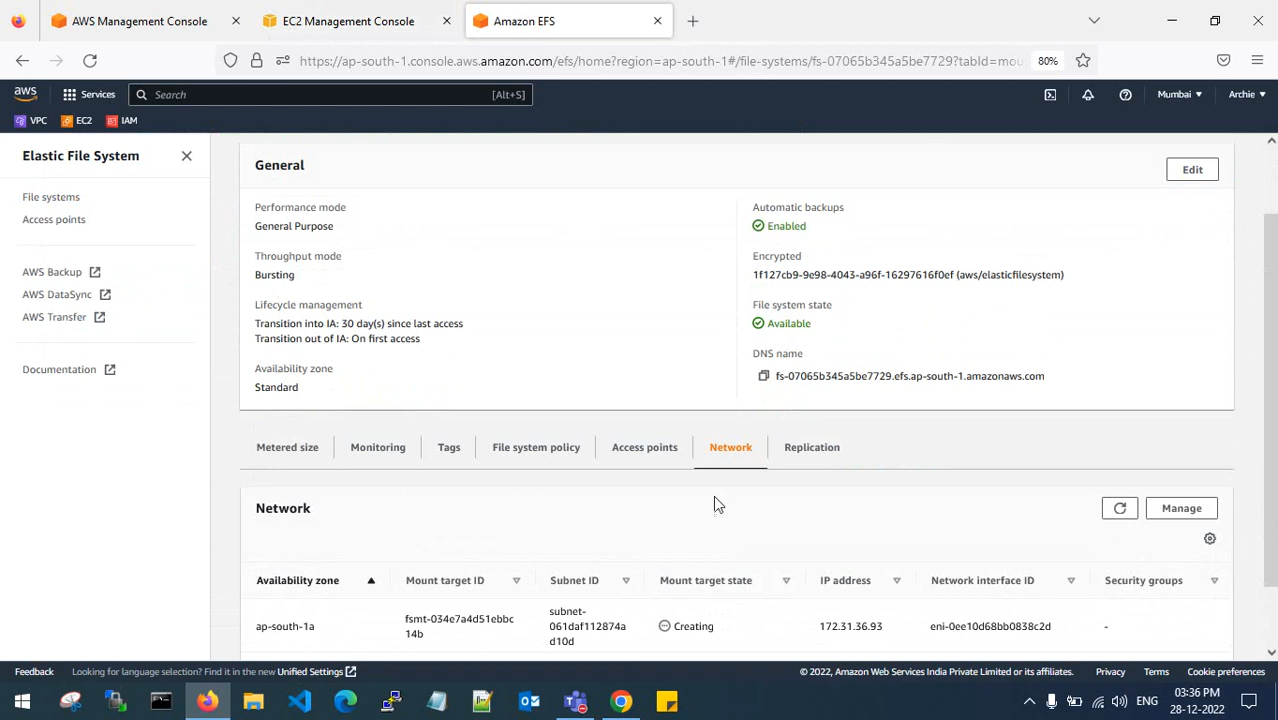 AWS Management Console
EC2 Management Console
Amazon EFS
https://ap-south-1.console.aws.amazon.com/efs/home?region=ap-south-1#/file-systems/fs-07065b345a5be7729?tabId=mou
80%
aws
Services
Search
[Alt+S]
Mumbai
Archie
VPC
EC2
IAM
Elastic File System
File systems
Access points
AWS Backup
AWS DataSync
AWS Transfer
Documentation
General
Edit
Performance mode
General Purpose
Throughput mode
Bursting
Lifecycle management
Transition into IA: 30 day(s) since last access
Transition out of IA: On first access
Availability zone
Standard
Automatic backups
Enabled
Encrypted
1f127cb9-9e98-4043-a96f-16297616f0ef (aws/elasticfilesystem)
File system state
Available
DNS name
fs-07065b345a5be7729.efs.ap-south-1.amazonaws.com
Metered size
Monitoring
Tags
File system policy
Access points
Network
Replication
Network
Manage
Availability zone
Mount target ID
Subnet ID
Mount target state
IP address
Network interface ID
Security groups
ap-south-1a
fsmt-034e7a4d51ebbc
14b
subnet-
061daf112874a
d10d
Creating
172.31.36.93
eni-0ee10d68bb0838c2d
-
Feedback
Looking for language selection? Find it in the new Unified Settings
© 2022, Amazon Web Services India Private Limited or its affiliates.
Privacy
Terms
Cookie preferences
ENG
03:36 PM
28-12-2022